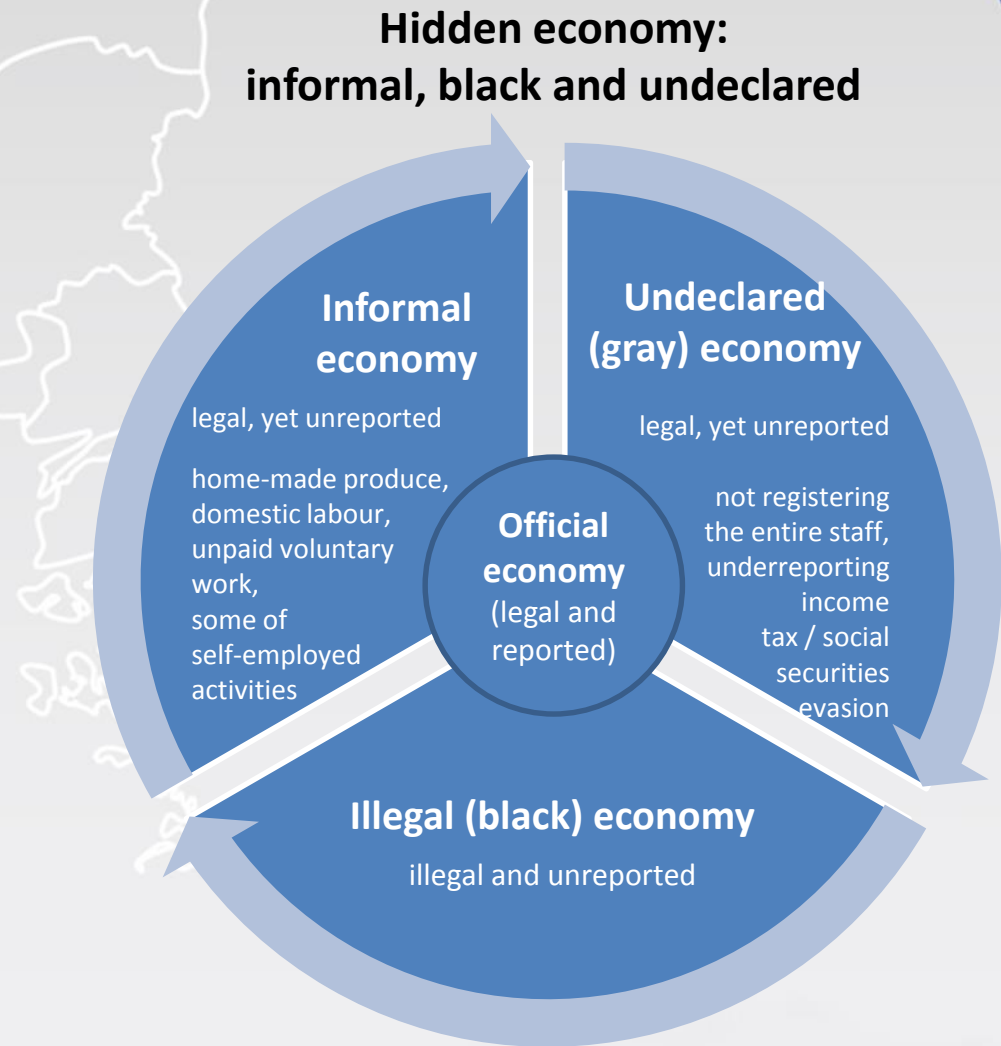 Hidden economy:
informal, black and undeclared
Informal
economy
legal, yet unreported
home-made produce,
domestic labour,
unpaid voluntary
work,
some of
self-employed
activities
Undeclared
(gray) economy
legal, yet unreported
not registering
the entire staff,
underreporting
income
tax / social
securities
evasion
Official
economy
(legal and
reported)
Illegal (black) economy
illegal and unreported